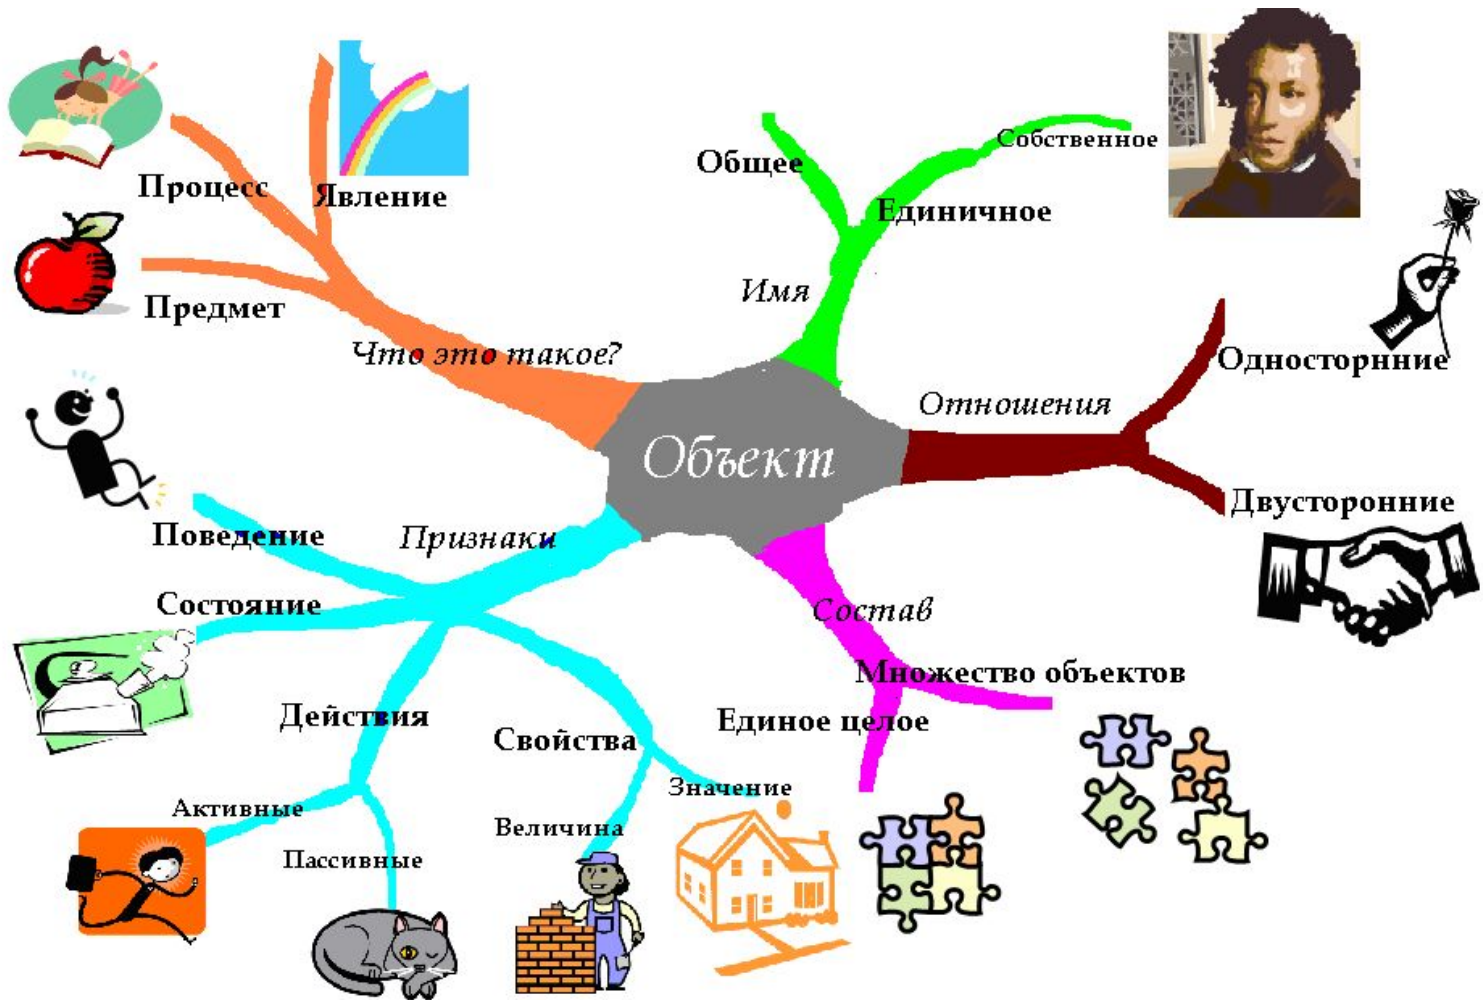 Объект
Что это такое?
Процесс
Явление
Предмет
Имя
Общее
Единичное
Собственное
Отношения
Одностornние
Двусторонние
Состав
Множество объектов
Единое целое
Признаки
Поведение
Состояние
Действия
Активные
Пассивные
Свойства
Величина
Значение